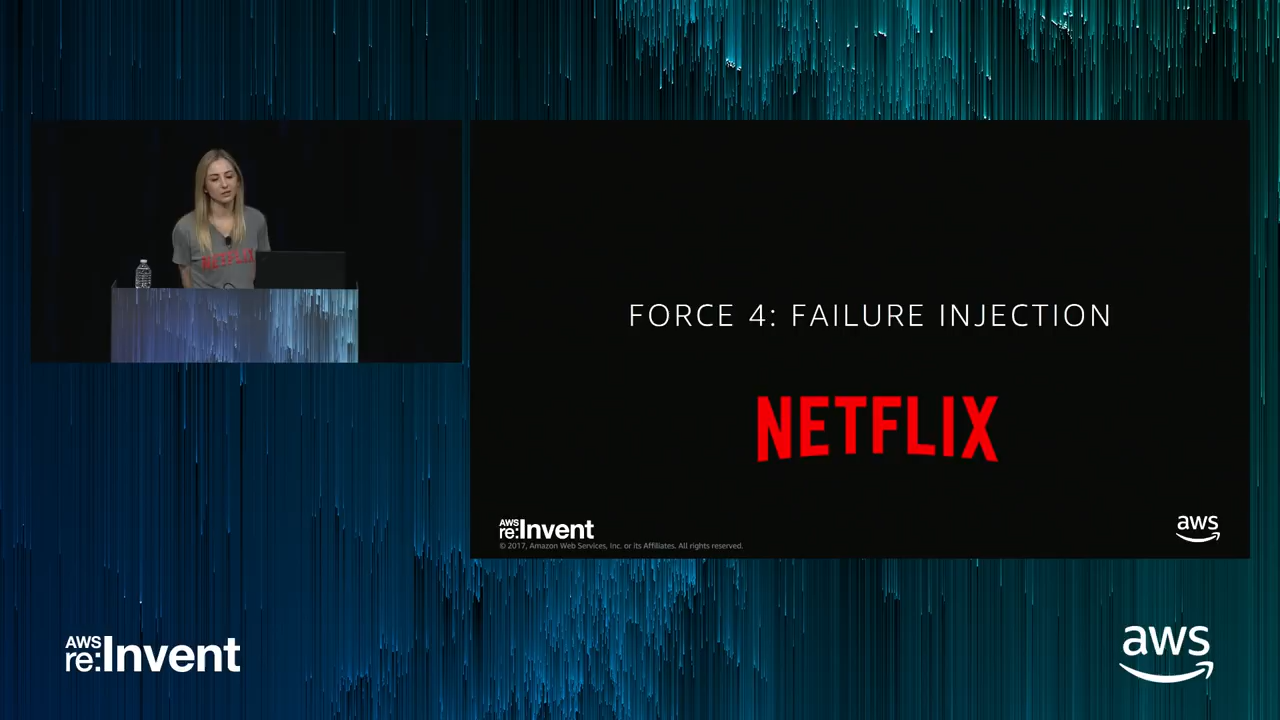 NETFLIX
FORCE 4: FAILURE INJECTION
NETFLIX
AWS
re:Invent
© 2017, Amazon Web Services, Inc. or its Affiliates. All rights reserved.
aws
AWS
re:Invent
aws